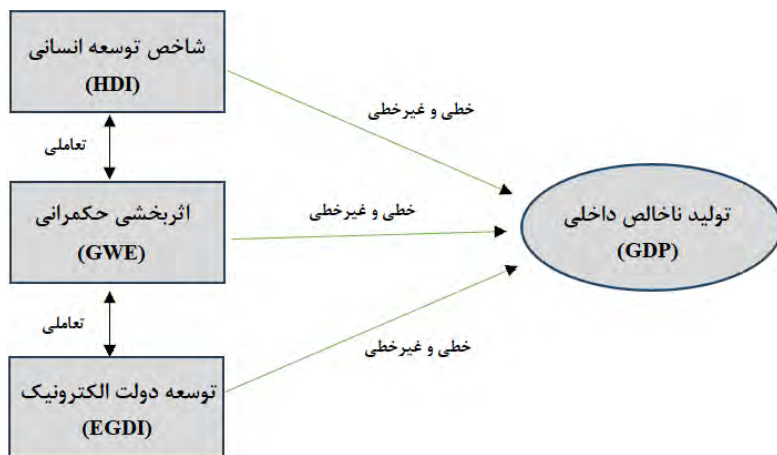 شاخص توسعه انسانی
(HDI)
خطی و غیرخطی
تعاملی
اثربخشی حکمرانی
(GWE)
خطی و غیرخطی
تولید ناخالص داخلی
(GDP)
تعاملی
خطی و غیرخطی
توسعه دولت الکترونیک
(EGDI)